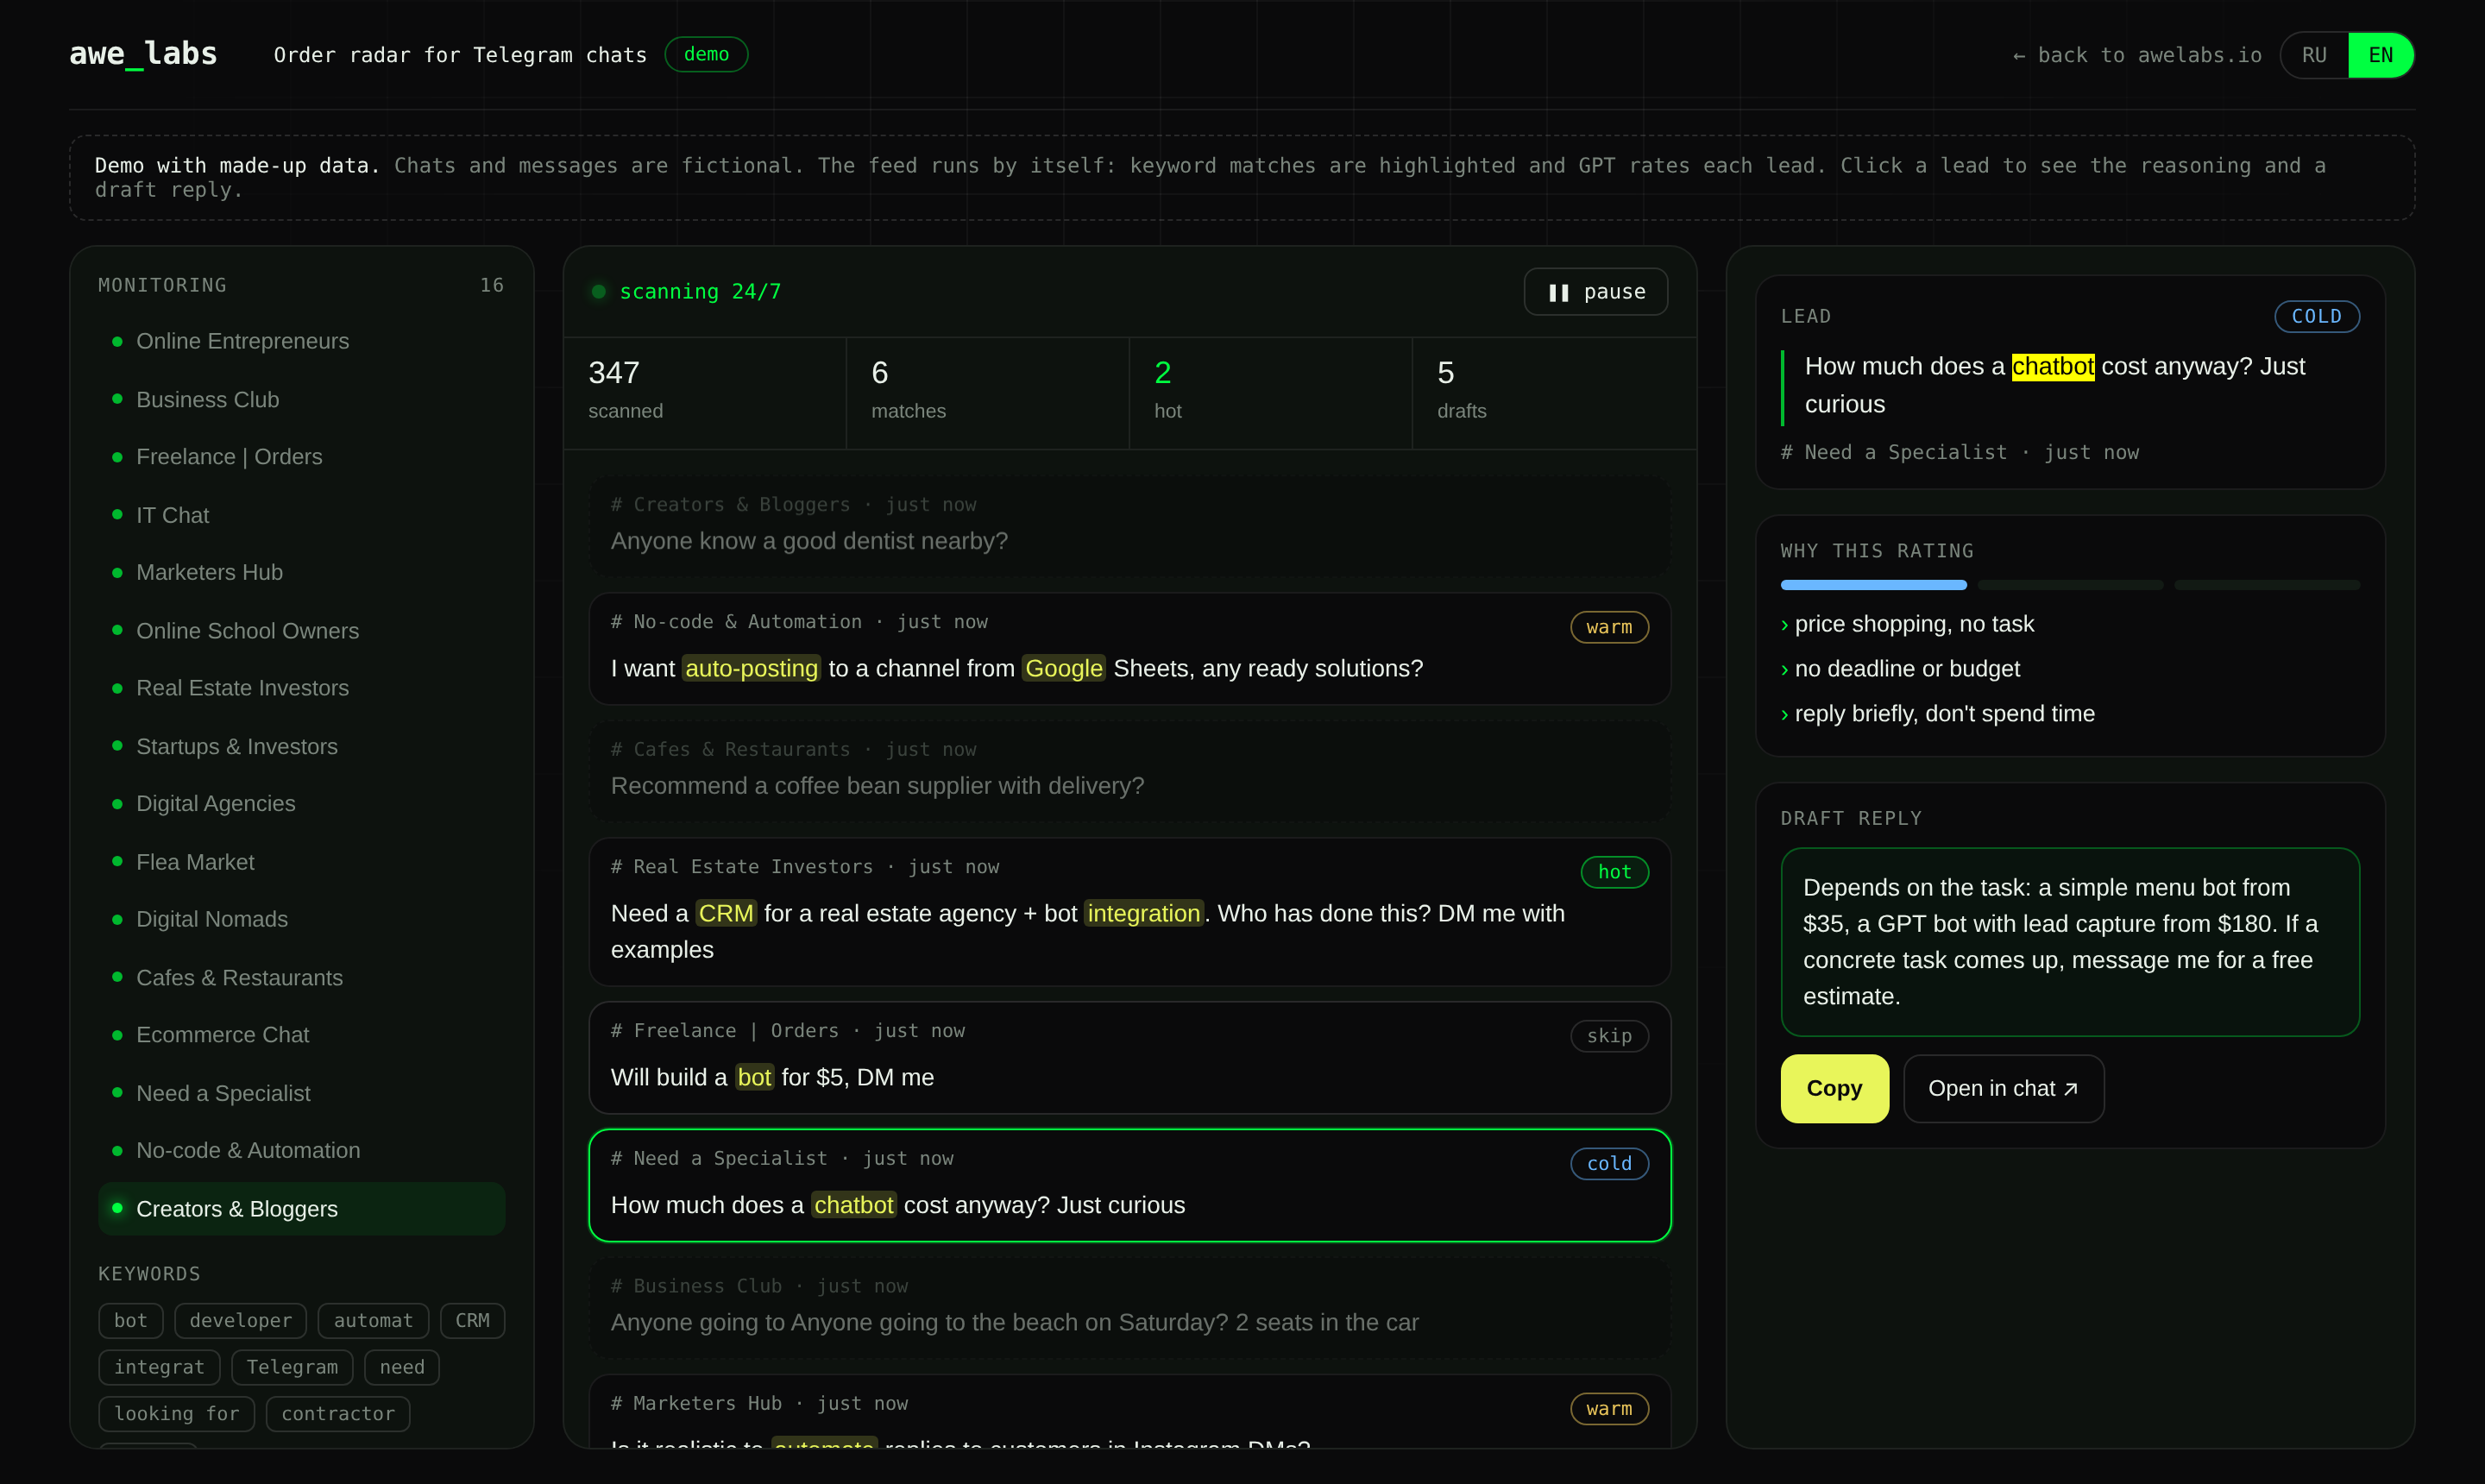 awe_labs
Order radar for Telegram chats
demo
← back to awelabs.io
RU
EN
Demo with made-up data. Chats and messages are fictional. The feed runs by itself: keyword matches are highlighted and GPT rates each lead. Click a lead to see the reasoning and a
draft reply.
MONITORING
16
Online Entrepreneurs
Business Club
Freelance | Orders
IT Chat
Marketers Hub
Online School Owners
Real Estate Investors
Startups & Investors
Digital Agencies
Flea Market
Digital Nomads
Cafes & Restaurants
Ecommerce Chat
Need a Specialist
No-code & Automation
Creators & Bloggers
KEYWORDS
bot developer automat CRM
integrat Telegram need
looking for contractor
scanning 24/7
pause
347
scanned
6
matches
2
hot
5
drafts
# Creators & Bloggers · just now
Anyone know a good dentist nearby?
# No-code & Automation · just now
warm
I want auto-posting to a channel from Google Sheets, any ready solutions?
# Cafes & Restaurants · just now
Recommend a coffee bean supplier with delivery?
# Real Estate Investors · just now
hot
Need a CRM for a real estate agency + bot integration. Who has done this? DM me with
examples
# Freelance | Orders · just now
skip
Will build a bot for $5, DM me
# Need a Specialist · just now
cold
How much does a chatbot cost anyway? Just curious
# Business Club · just now
Anyone going to Anyone going to the beach on Saturday? 2 seats in the car
# Marketers Hub · just now
warm
Is it realistic to automate replies to customers in Instagram DMs?
LEAD
COLD
How much does a chatbot cost anyway? Just
curious
# Need a Specialist · just now
WHY THIS RATING
› price shopping, no task
› no deadline or budget
› reply briefly, don't spend time
DRAFT REPLY
Depends on the task: a simple menu bot from
$35, a GPT bot with lead capture from $180. If a
concrete task comes up, message me for a free
estimate.
Copy
Open in chat ↗